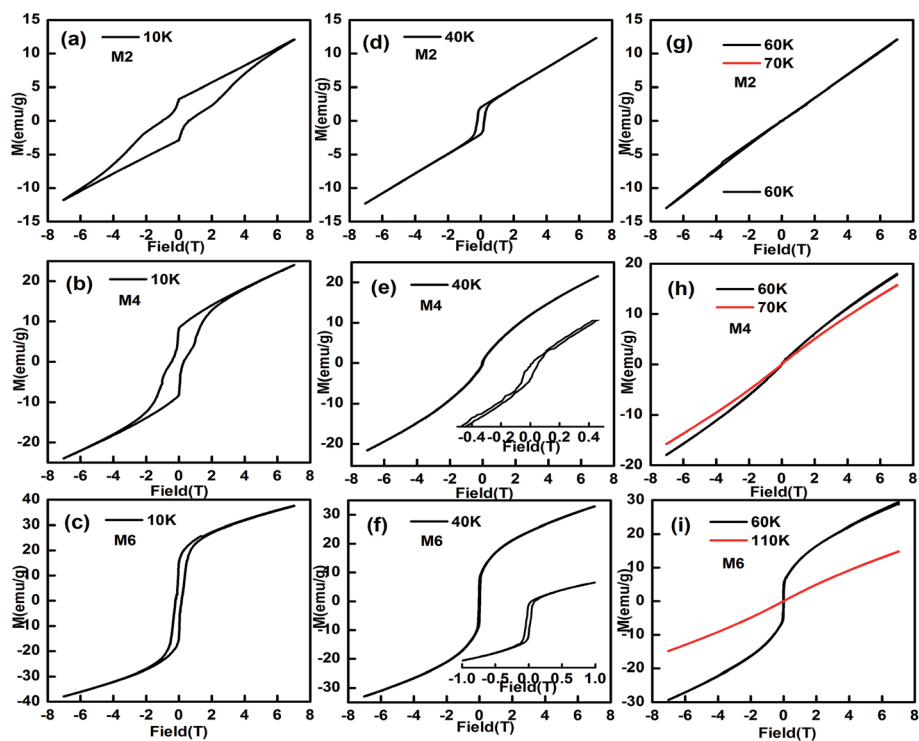 (a) 10K
M2
M(emu/g)
15
10
5
0
-5
-10
-15
-8 -6 -4 -2 0 2 4 6 8
Field(T)
(d) 40K
M2
M(emu/g)
15
10
5
0
-5
-10
-15
-8 -6 -4 -2 0 2 4 6 8
Field(T)
(g) 60K
70K
M2
60K
M(emu/g)
15
10
5
0
-5
-10
-15
-8 -6 -4 -2 0 2 4 6 8
Field(T)
(b) 10K
M4
M(emu/g)
20
10
0
-10
-20
-8 -6 -4 -2 0 2 4 6 8
Field(T)
(e) 40K
M4
M(emu/g)
20
10
0
-10
-20
-0.4 -0.2 0.0 0.2 0.4
Field(T)
-8 -6 -4 -2 0 2 4 6 8
Field(T)
(h) 60K
70K
M4
M(emu/g)
20
10
0
-10
-20
-8 -6 -4 -2 0 2 4 6 8
Field(T)
(c) 10K
M6
M(emu/g)
40
30
20
10
0
-10
-20
-30
-40
-8 -6 -4 -2 0 2 4 6 8
Field(T)
(f) 40K
M6
M(emu/g)
40
30
20
10
0
-10
-20
-30
-1.0 -0.5 0.0 0.5 1.0
Field(T)
-8 -6 -4 -2 0 2 4 6 8
Field(T)
(i) 60K
110K
M6
M(emu/g)
30
20
10
0
-10
-20
-30
-8 -6 -4 -2 0 2 4 6 8
Field(T)